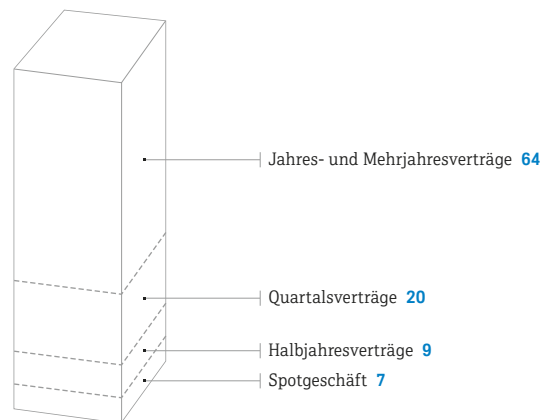 Jahres- und Mehrjahresverträge 64
Quartalsverträge 20
Halbjahresverträge 9
Spotgeschäft 7